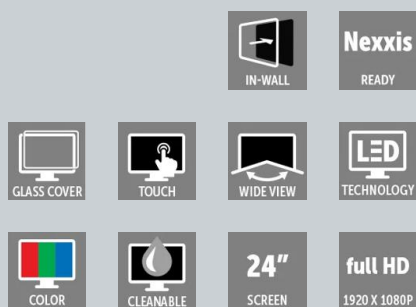 Nexxis
IN-WALL
READY
GLASS COVER
TOUCH
WIDE VIEW
LED
TECHNOLOGY
COLOR
CLEANABLE
24"
SCREEN
full HD
1920 X 1080P